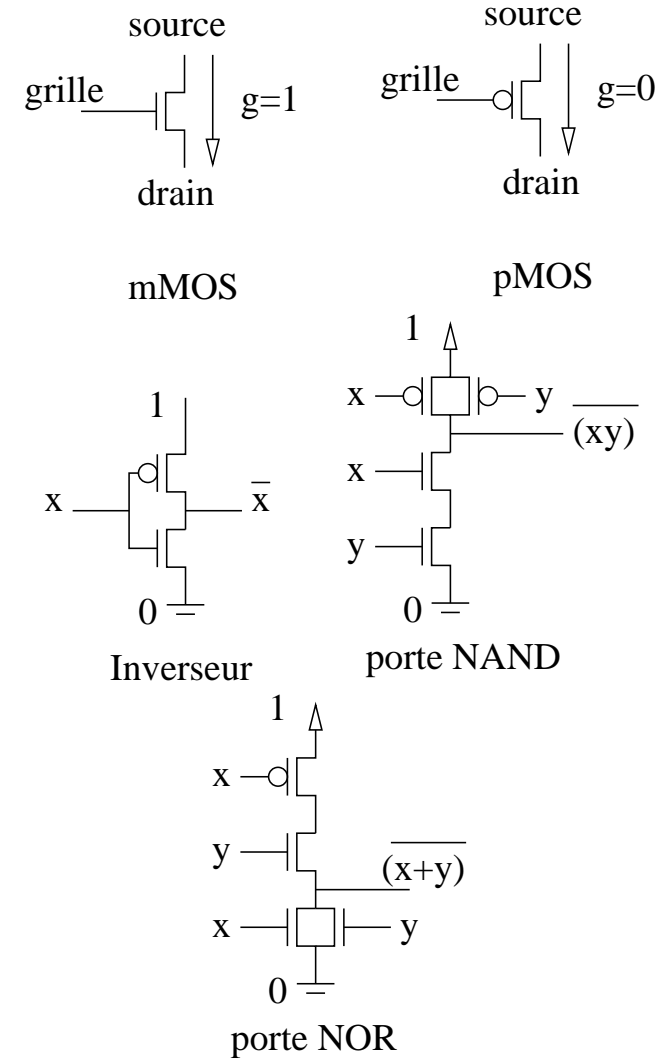 source
grille
g=1
drain
mMOS
source
grille
g=0
drain
pMOS
1
x
x̅
0
Inverseur
1
x
y
(xy)̅
x
y
0
porte NAND
1
x
y
(x+y)̅
x
y
0
porte NOR